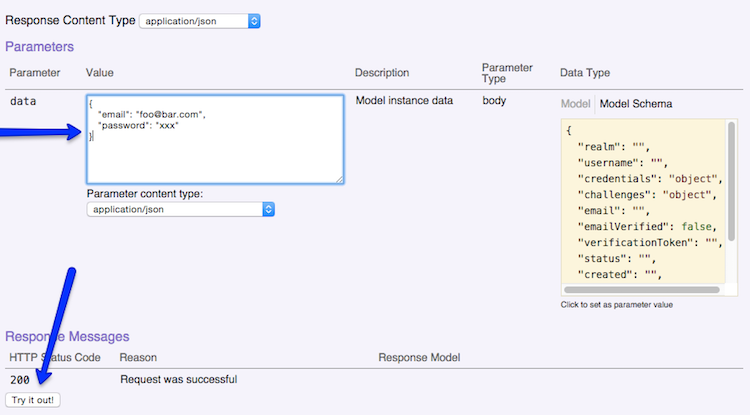 Response Content Type application/json
Parameters
Parameter Value Description Parameter Type Data Type
data
{
"email": "foo@bar.com",
"password": "xxx"
}
Parameter content type:
application/json
Model instance data
body
Model Model Schema
{
"realm": "",
"username": "",
"credentials": "object",
"challenges": "object",
"email": "",
"emailVerified": false,
"verificationToken": "",
"status": "",
"created": "",
Click to set as parameter value
Response Messages
HTTP Status Code Reason Response Model
200 Request was successful
Try it out!